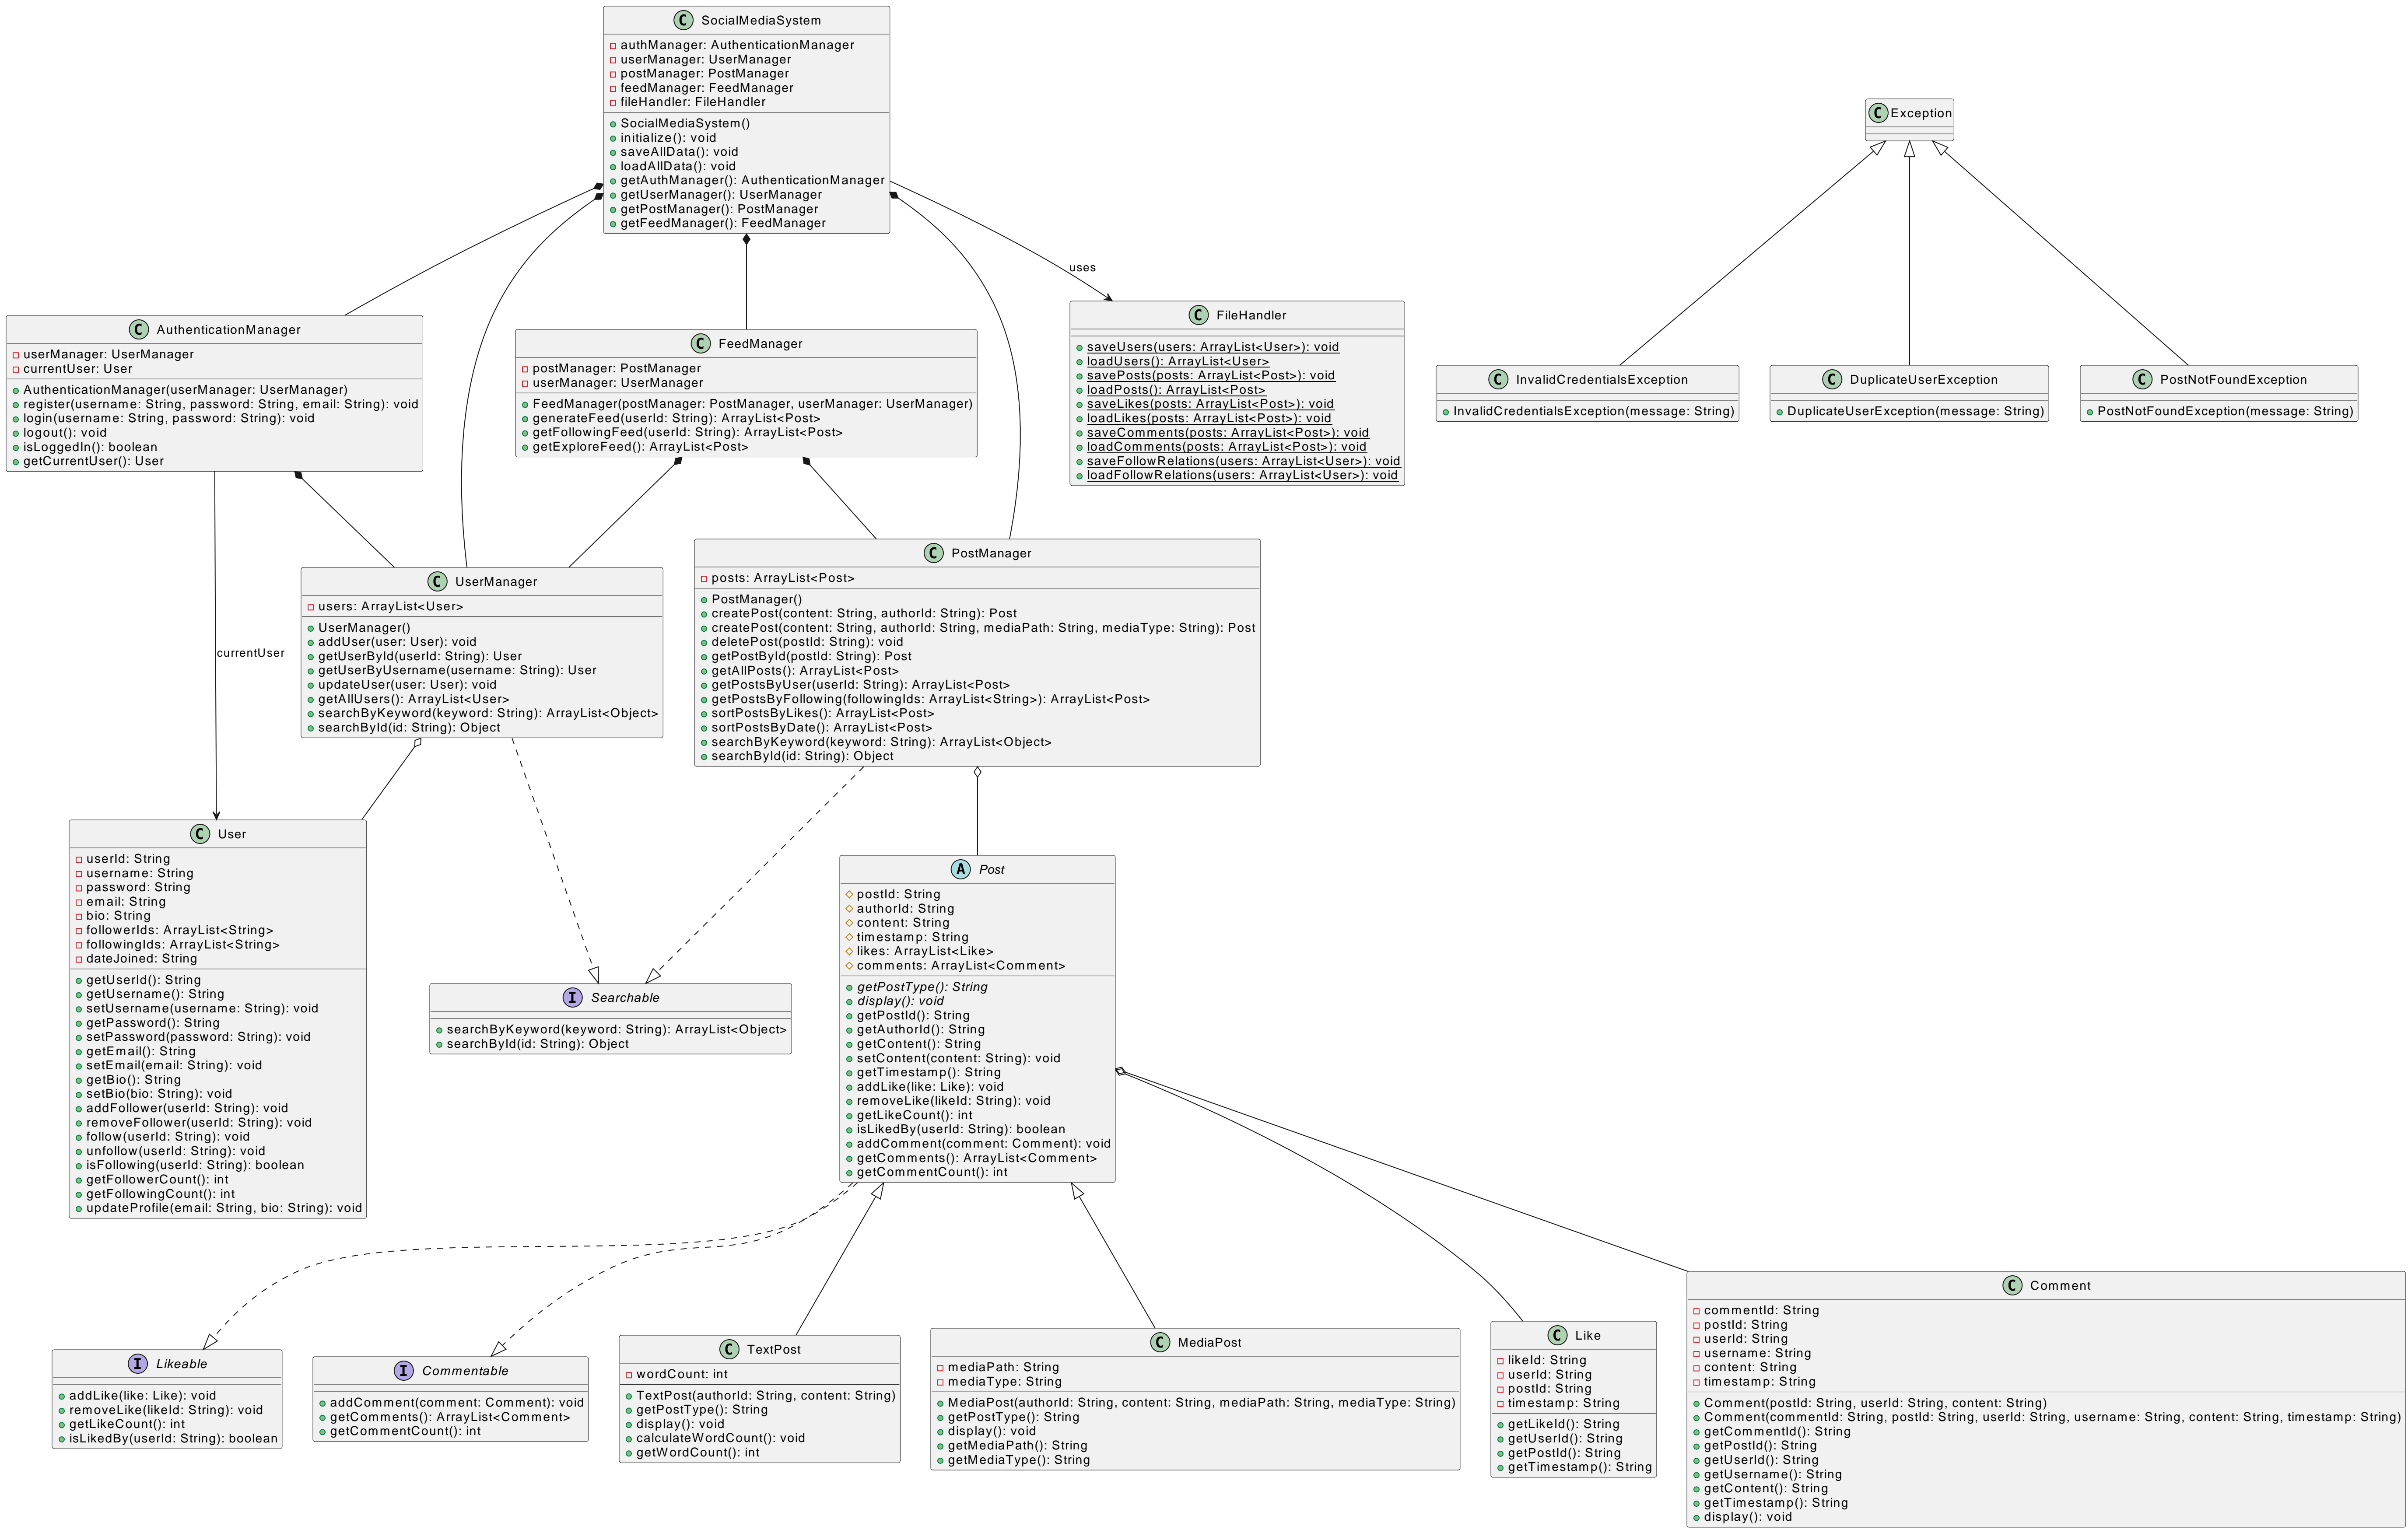 SocialMediaSystem
authManager: AuthenticationManager
userManager: UserManager
postManager: PostManager
feedManager: FeedManager
fileHandler: FileHandler
SocialMediaSystem()
initialize(): void
saveAllData(): void
loadAllData(): void
getAuthManager(): AuthenticationManager
getUserManager(): UserManager
getPostManager(): PostManager
getFeedManager(): FeedManager
Exception
uses
AuthenticationManager
userManager: UserManager
currentUser: User
AuthenticationManager(userManager: UserManager)
register(username: String, password: String, email: String): void
login(username: String, password: String): void
logout(): void
isLoggedIn(): boolean
getCurrentUser(): User
FeedManager
postManager: PostManager
userManager: UserManager
FeedManager(postManager: PostManager, userManager: UserManager)
generateFeed(userId: String): ArrayList<Post>
getFollowingFeed(userId: String): ArrayList<Post>
getExploreFeed(): ArrayList<Post>
FileHandler
saveUsers(users: ArrayList<User>): void
loadUsers(): ArrayList<User>
savePosts(posts: ArrayList<Post>): void
loadPosts(): ArrayList<Post>
saveLikes(posts: ArrayList<Post>): void
loadLikes(posts: ArrayList<Post>): void
saveComments(posts: ArrayList<Post>): void
loadComments(posts: ArrayList<Post>): void
saveFollowRelations(users: ArrayList<User>): void
loadFollowRelations(users: ArrayList<User>): void
InvalidCredentialsException
InvalidCredentialsException(message: String)
DuplicateUserException
DuplicateUserException(message: String)
PostNotFoundException
PostNotFoundException(message: String)
currentUser
UserManager
users: ArrayList<User>
UserManager()
addUser(user: User): void
getUserById(userId: String): User
getUserByUsername(username: String): User
updateUser(user: User): void
getAllUsers(): ArrayList<User>
searchByKeyword(keyword: String): ArrayList<Object>
searchById(id: String): Object
PostManager
posts: ArrayList<Post>
PostManager()
createPost(content: String, authorId: String): Post
createPost(content: String, authorId: String, mediaPath: String, mediaType: String): Post
deletePost(postId: String): void
getPostById(postId: String): Post
getAllPosts(): ArrayList<Post>
getPostsByUser(userId: String): ArrayList<Post>
getPostsByFollowing(followingIds: ArrayList<String>): ArrayList<Post>
sortPostsByLikes(): ArrayList<Post>
sortPostsByDate(): ArrayList<Post>
searchByKeyword(keyword: String): ArrayList<Object>
searchById(id: String): Object
User
userId: String
username: String
password: String
email: String
bio: String
followerIds: ArrayList<String>
followingIds: ArrayList<String>
dateJoined: String
getUserId(): String
getUsername(): String
setUsername(username: String): void
getPassword(): String
setPassword(password: String): void
getEmail(): String
setEmail(email: String): void
getBio(): String
setBio(bio: String): void
addFollower(userId: String): void
removeFollower(userId: String): void
follow(userId: String): void
unfollow(userId: String): void
isFollowing(userId: String): boolean
getFollowerCount(): int
getFollowingCount(): int
updateProfile(email: String, bio: String): void
Searchable
searchByKeyword(keyword: String): ArrayList<Object>
searchById(id: String): Object
Post
postId: String
authorId: String
content: String
timestamp: String
likes: ArrayList<Like>
comments: ArrayList<Comment>
getPostType(): String
display(): void
getPostId(): String
getAuthorId(): String
getContent(): String
setContent(content: String): void
getTimestamp(): String
addLike(like: Like): void
removeLike(likeId: String): void
getLikeCount(): int
isLikedBy(userId: String): boolean
addComment(comment: Comment): void
getComments(): ArrayList<Comment>
getCommentCount(): int
Likeable
addLike(like: Like): void
removeLike(likeId: String): void
getLikeCount(): int
isLikedBy(userId: String): boolean
Commentable
addComment(comment: Comment): void
getComments(): ArrayList<Comment>
getCommentCount(): int
TextPost
wordCount: int
TextPost(authorId: String, content: String)
getPostType(): String
display(): void
calculateWordCount(): void
getWordCount(): int
MediaPost
mediaPath: String
mediaType: String
MediaPost(authorId: String, content: String, mediaPath: String, mediaType: String)
getPostType(): String
display(): void
getMediaPath(): String
getMediaType(): String
Like
likeId: String
userId: String
postId: String
timestamp: String
getLikeId(): String
getUserId(): String
getPostId(): String
getTimestamp(): String
Comment
commentId: String
postId: String
userId: String
username: String
content: String
timestamp: String
Comment(postId: String, userId: String, content: String)
Comment(commentId: String, postId: String, userId: String, username: String, content: String, timestamp: String)
getCommentId(): String
getPostId(): String
getUserId(): String
getUsername(): String
getContent(): String
getTimestamp(): String
display(): void